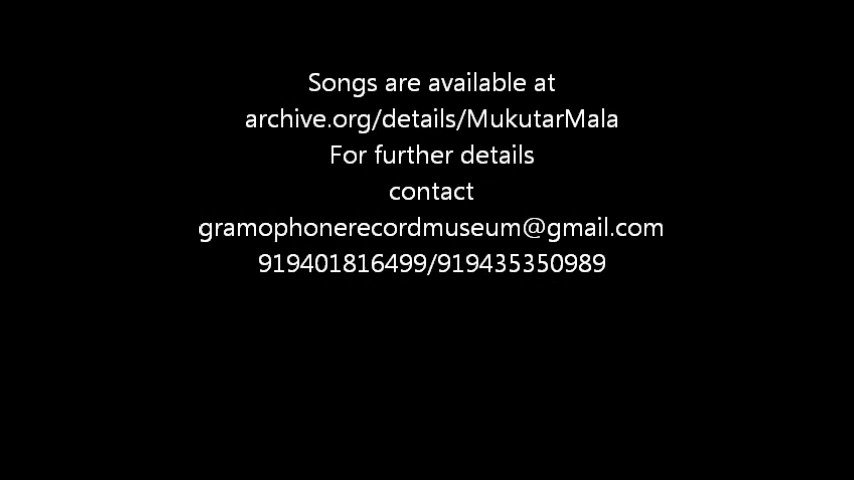 Songs are available at
archive.org/details/MukutarMala
For further details
contact
gramophonerecordmuseum@gmail.com
919401816499/919435350989